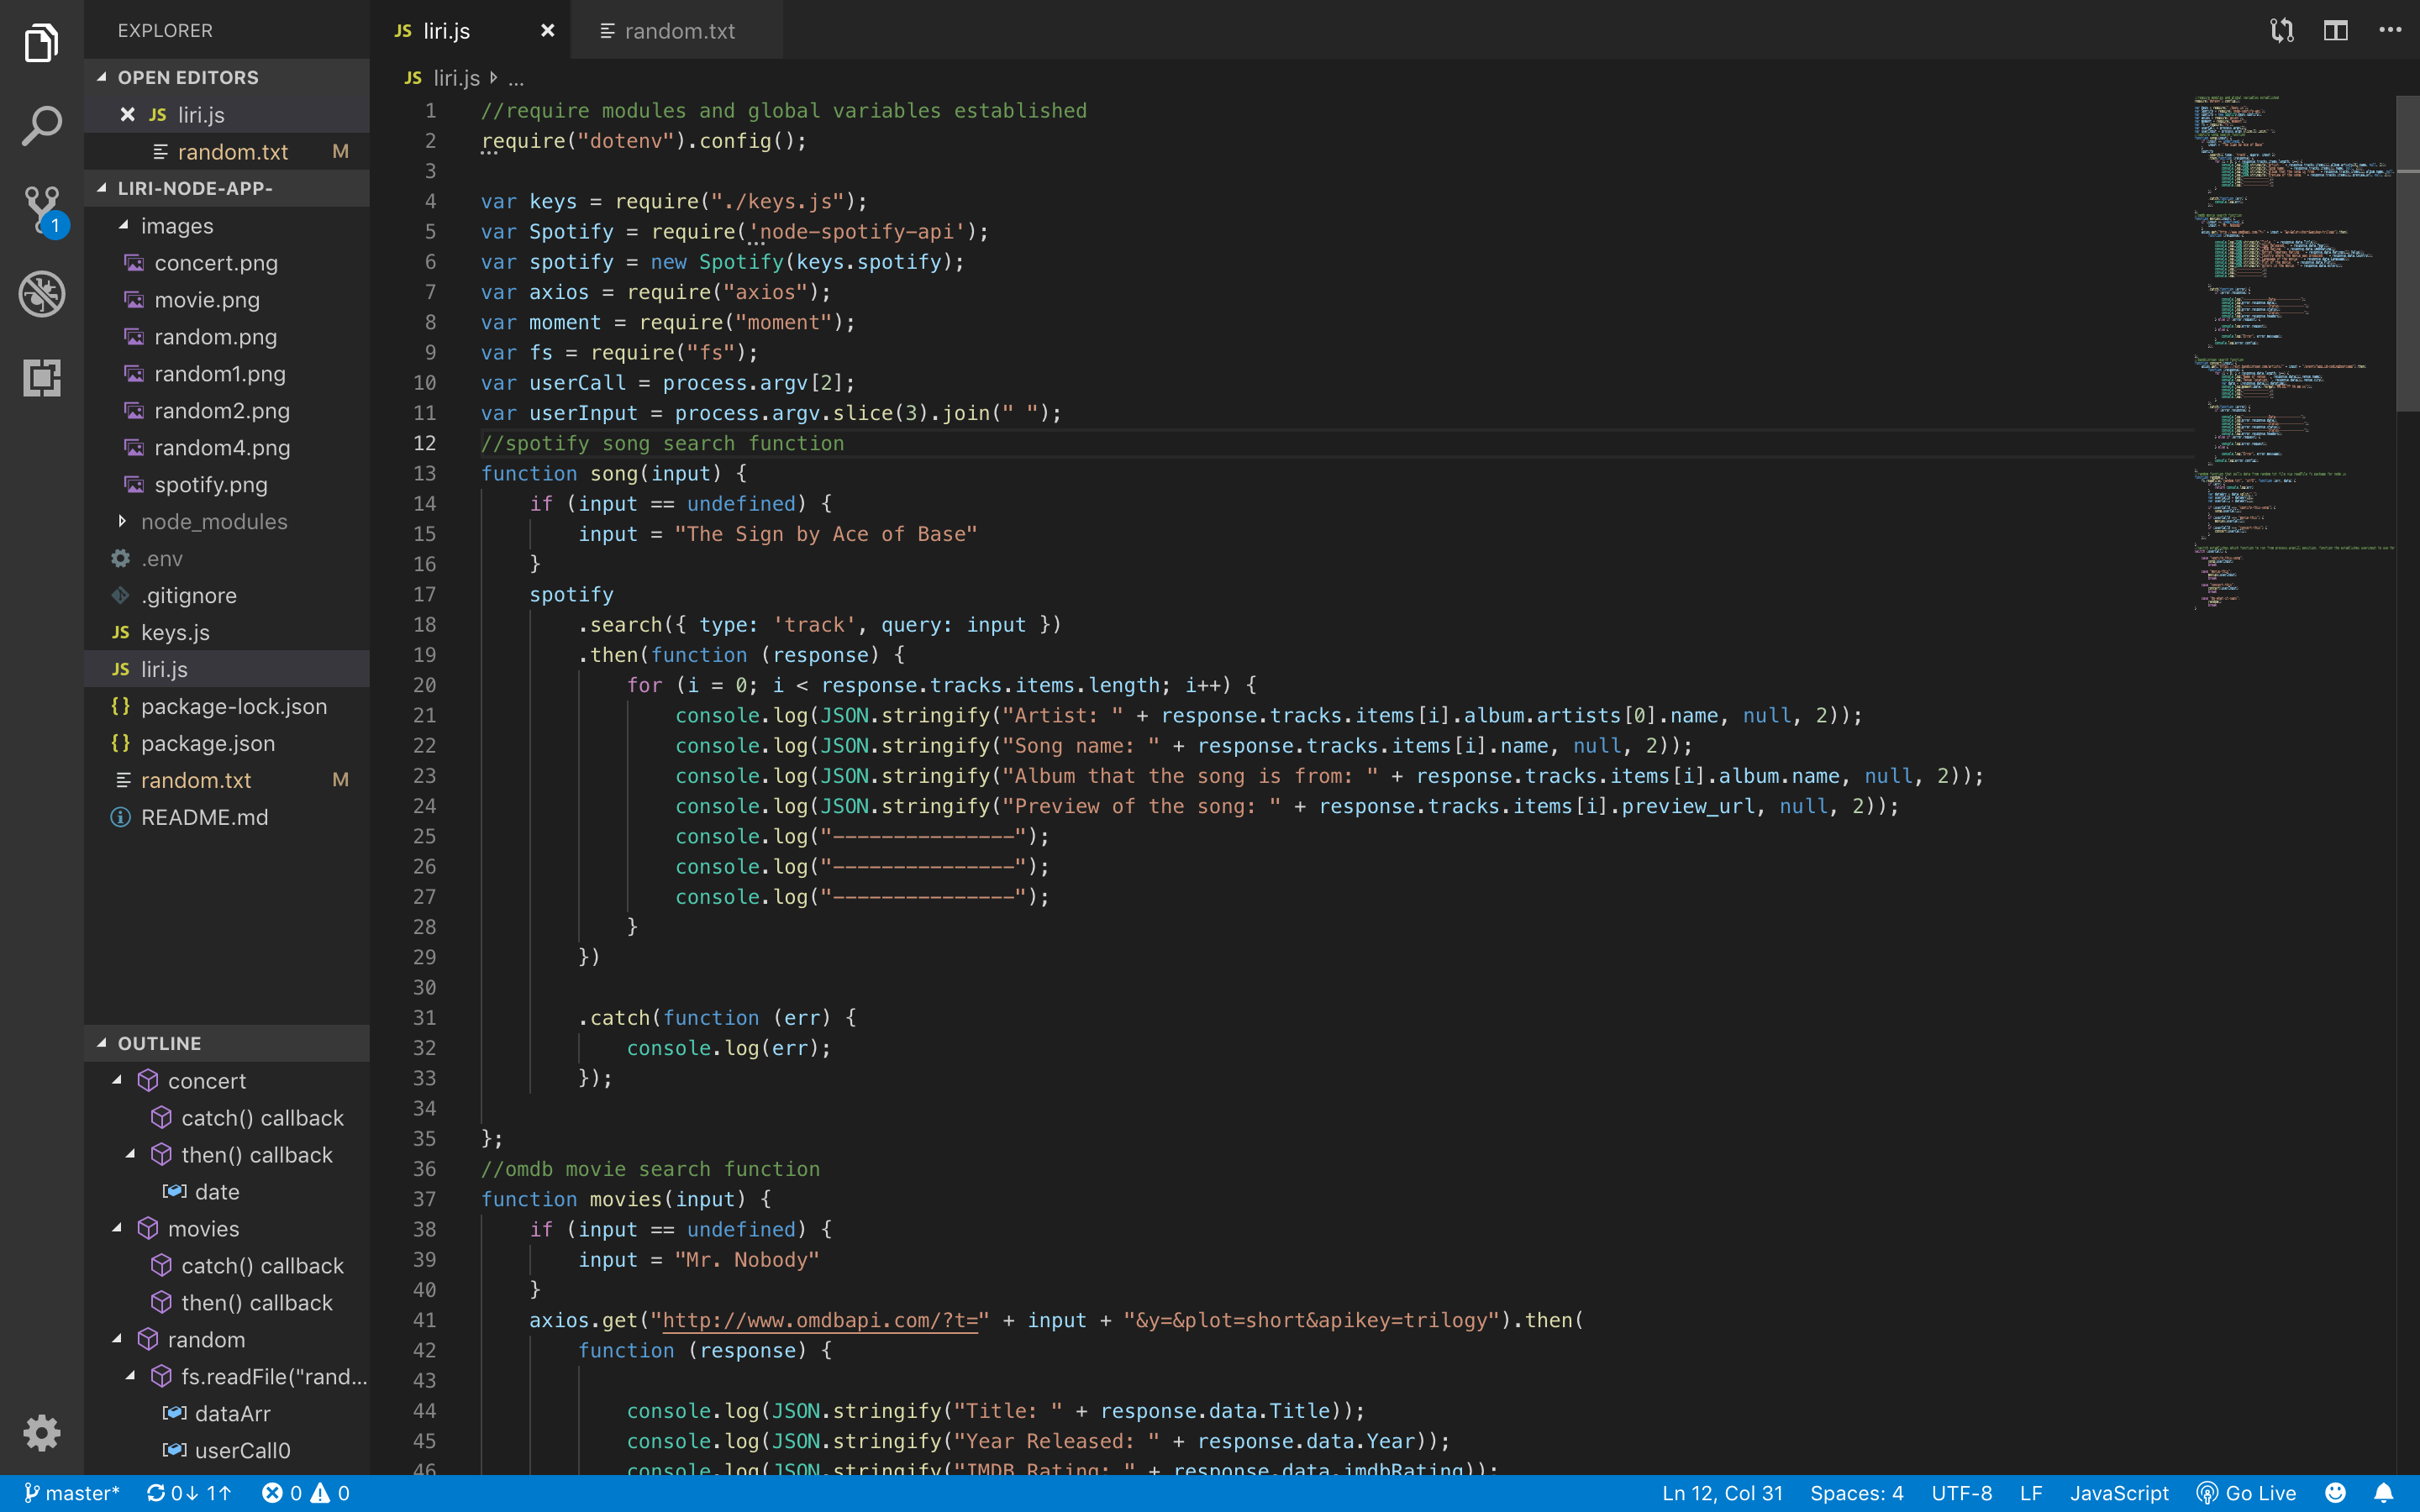 EXPLORER
OPEN EDITORS
JS liri.js
random.txt M
LIRI-NODE-APP-
images
concert.png
movie.png
random.png
random1.png
random2.png
random4.png
spotify.png
node_modules
.env
.gitignore
JS keys.js
JS liri.js
{} package-lock.json
{} package.json
random.txt M
README.md
OUTLINE
concert
catch() callback
then() callback
date
movies
catch() callback
then() callback
random
fs.readFile("rand...
dataArr
userCall0
1
JS liri.js
random.txt
JS liri.js ...
1 //require modules and global variables established
2 require("dotenv").config();
3
4 var keys = require("./keys.js");
5 var Spotify = require('node-spotify-api');
6 var spotify = new Spotify(keys.spotify);
7 var axios = require("axios");
8 var moment = require("moment");
9 var fs = require("fs");
10 var userCall = process.argv[2];
11 var userInput = process.argv.slice(3).join(" ");
12 //spotify song search function
13 function song(input) {
14 if (input == undefined) {
15 input = "The Sign by Ace of Base"
16 }
17 spotify
18 .search({ type: 'track', query: input })
19 .then(function (response) {
20 for (i = 0; i < response.tracks.items.length; i++) {
21 console.log(JSON.stringify("Artist: " + response.tracks.items[i].album.artists[0].name, null, 2));
22 console.log(JSON.stringify("Song name: " + response.tracks.items[i].name, null, 2));
23 console.log(JSON.stringify("Album that the song is from: " + response.tracks.items[i].album.name, null, 2));
24 console.log(JSON.stringify("Preview of the song: " + response.tracks.items[i].preview_url, null, 2));
25 console.log("---------------");
26 console.log("---------------");
27 console.log("---------------");
28 }
29 })
30
31 .catch(function (err) {
32 console.log(err);
33 });
34
35 };
36 //omdb movie search function
37 function movies(input) {
38 if (input == undefined) {
39 input = "Mr. Nobody"
40 }
41 axios.get("http://www.omdbapi.com/?t=" + input + "&y=&plot=short&apikey=trilogy").then(
42 function (response) {
43
44 console.log(JSON.stringify("Title: " + response.data.Title));
45 console.log(JSON.stringify("Year Released: " + response.data.Year));
46 console.log(JSON.stringify("IMDB Rating: " + response.data.imdbRating));
master* 0↓ 1↑ 0 0 Ln 12, Col 31 Spaces: 4 UTF-8 LF JavaScript Go Live